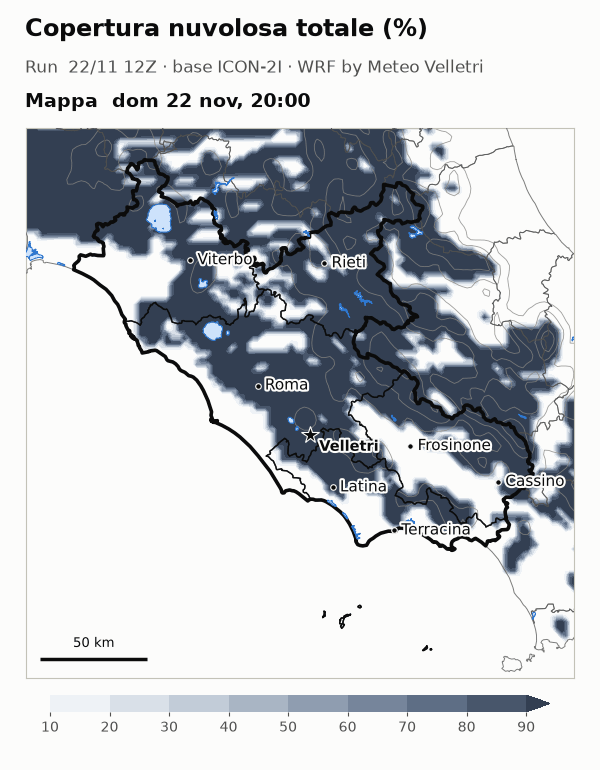 Copertura nuvolosa totale (%)
Run  22/11 12Z · base ICON-2I · WRF by Meteo Velletri
Mappa  dom 22 nov, 20:00
Viterbo
Rieti
Roma
Velletri
Frosinone
Latina
Cassino
Terracina
50 km
10 20 30 40 50 60 70 80 90